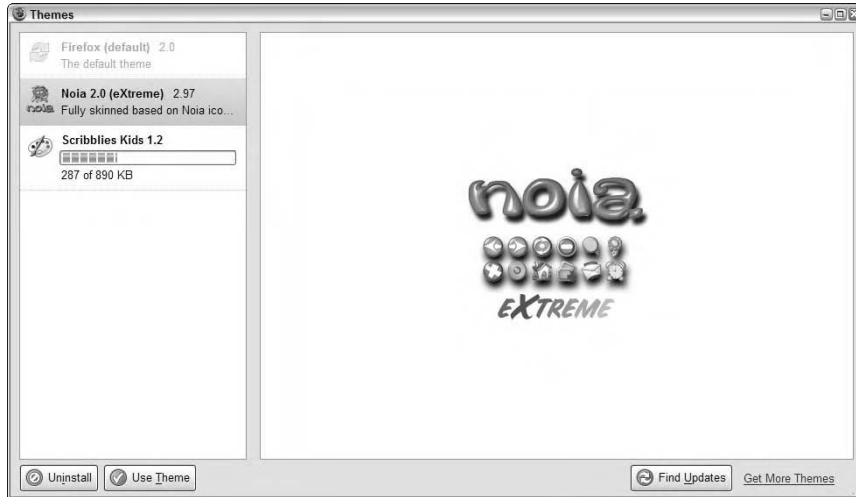 Themes
Firefox (default) 2.0
The default theme
noia
Noia 2.0 (eXtreme) 2.97
Fully skinned based on Noia ico...
Scribblies Kids 1.2
287 of 890 KB
noia
eXTREME
Uninstall
Use Theme
Find Updates
Get More Themes